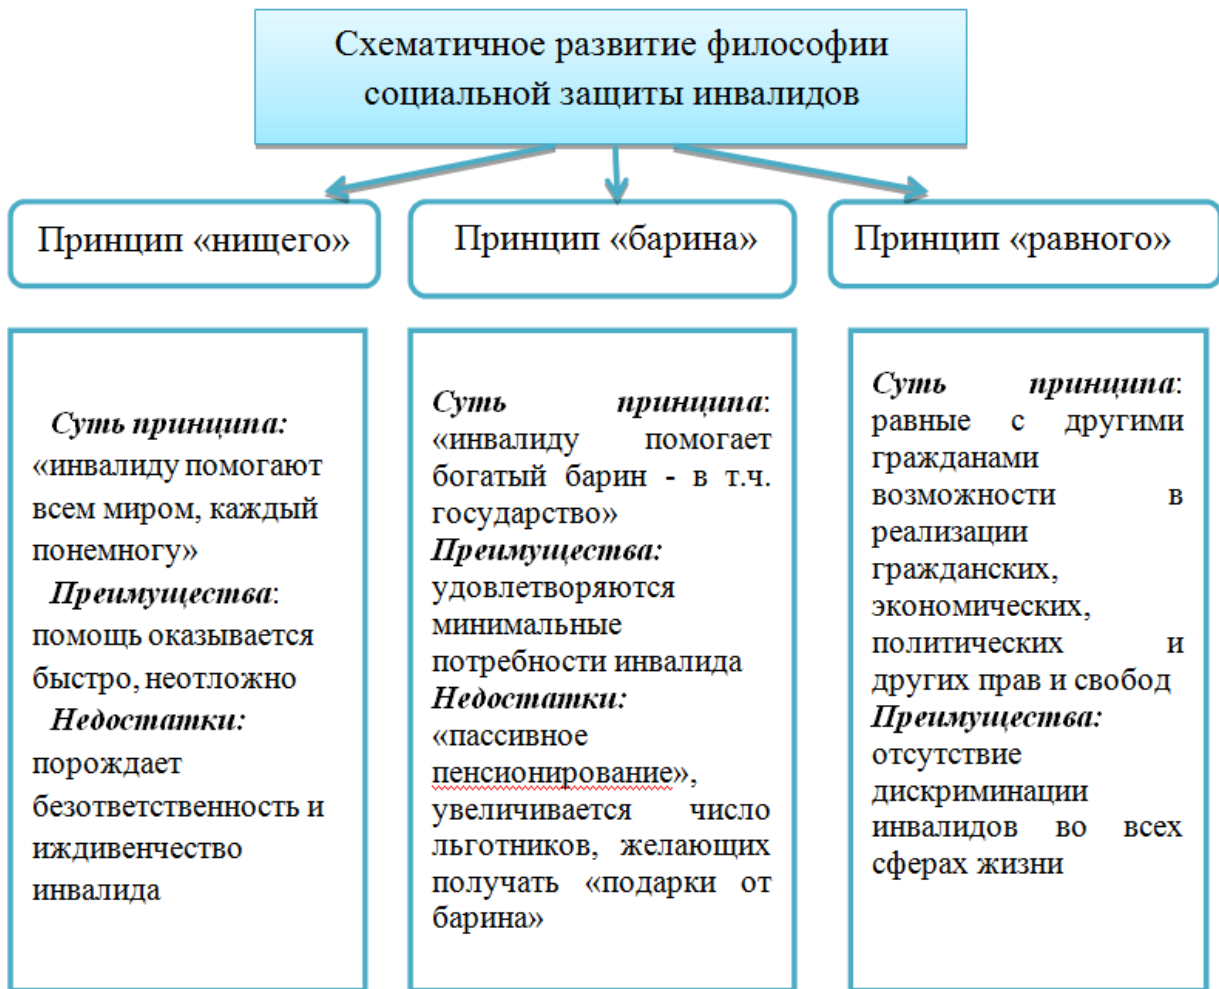 Схематичное развитие философии
социальной защиты инвалидов
Принцип «нищего»
Принцип «барина»
Принцип «равного»
Суть принципа:
«инвалиду помогают
всем миром, каждый
понемногу»
Преимущества:
помощь оказывается
быстро, неотложно
Недостатки:
порождает
безответственность и
иждивенчество
инвалида
Суть принципа:
«инвалиду помогает
богатый барин - в т.ч.
государство»
Преимущества:
удовлетворяются
минимальные
потребности инвалида
Недостатки:
«пассивное
пенсионирование»,
увеличивается число
льготников, желающих
получать «подарки от
барина»
Суть принципа:
равные с другими
гражданами
возможности в
реализации
гражданских,
экономических,
политических и
других прав и свобод
Преимущества:
отсутствие
дискриминации
инвалидов во всех
сферах жизни